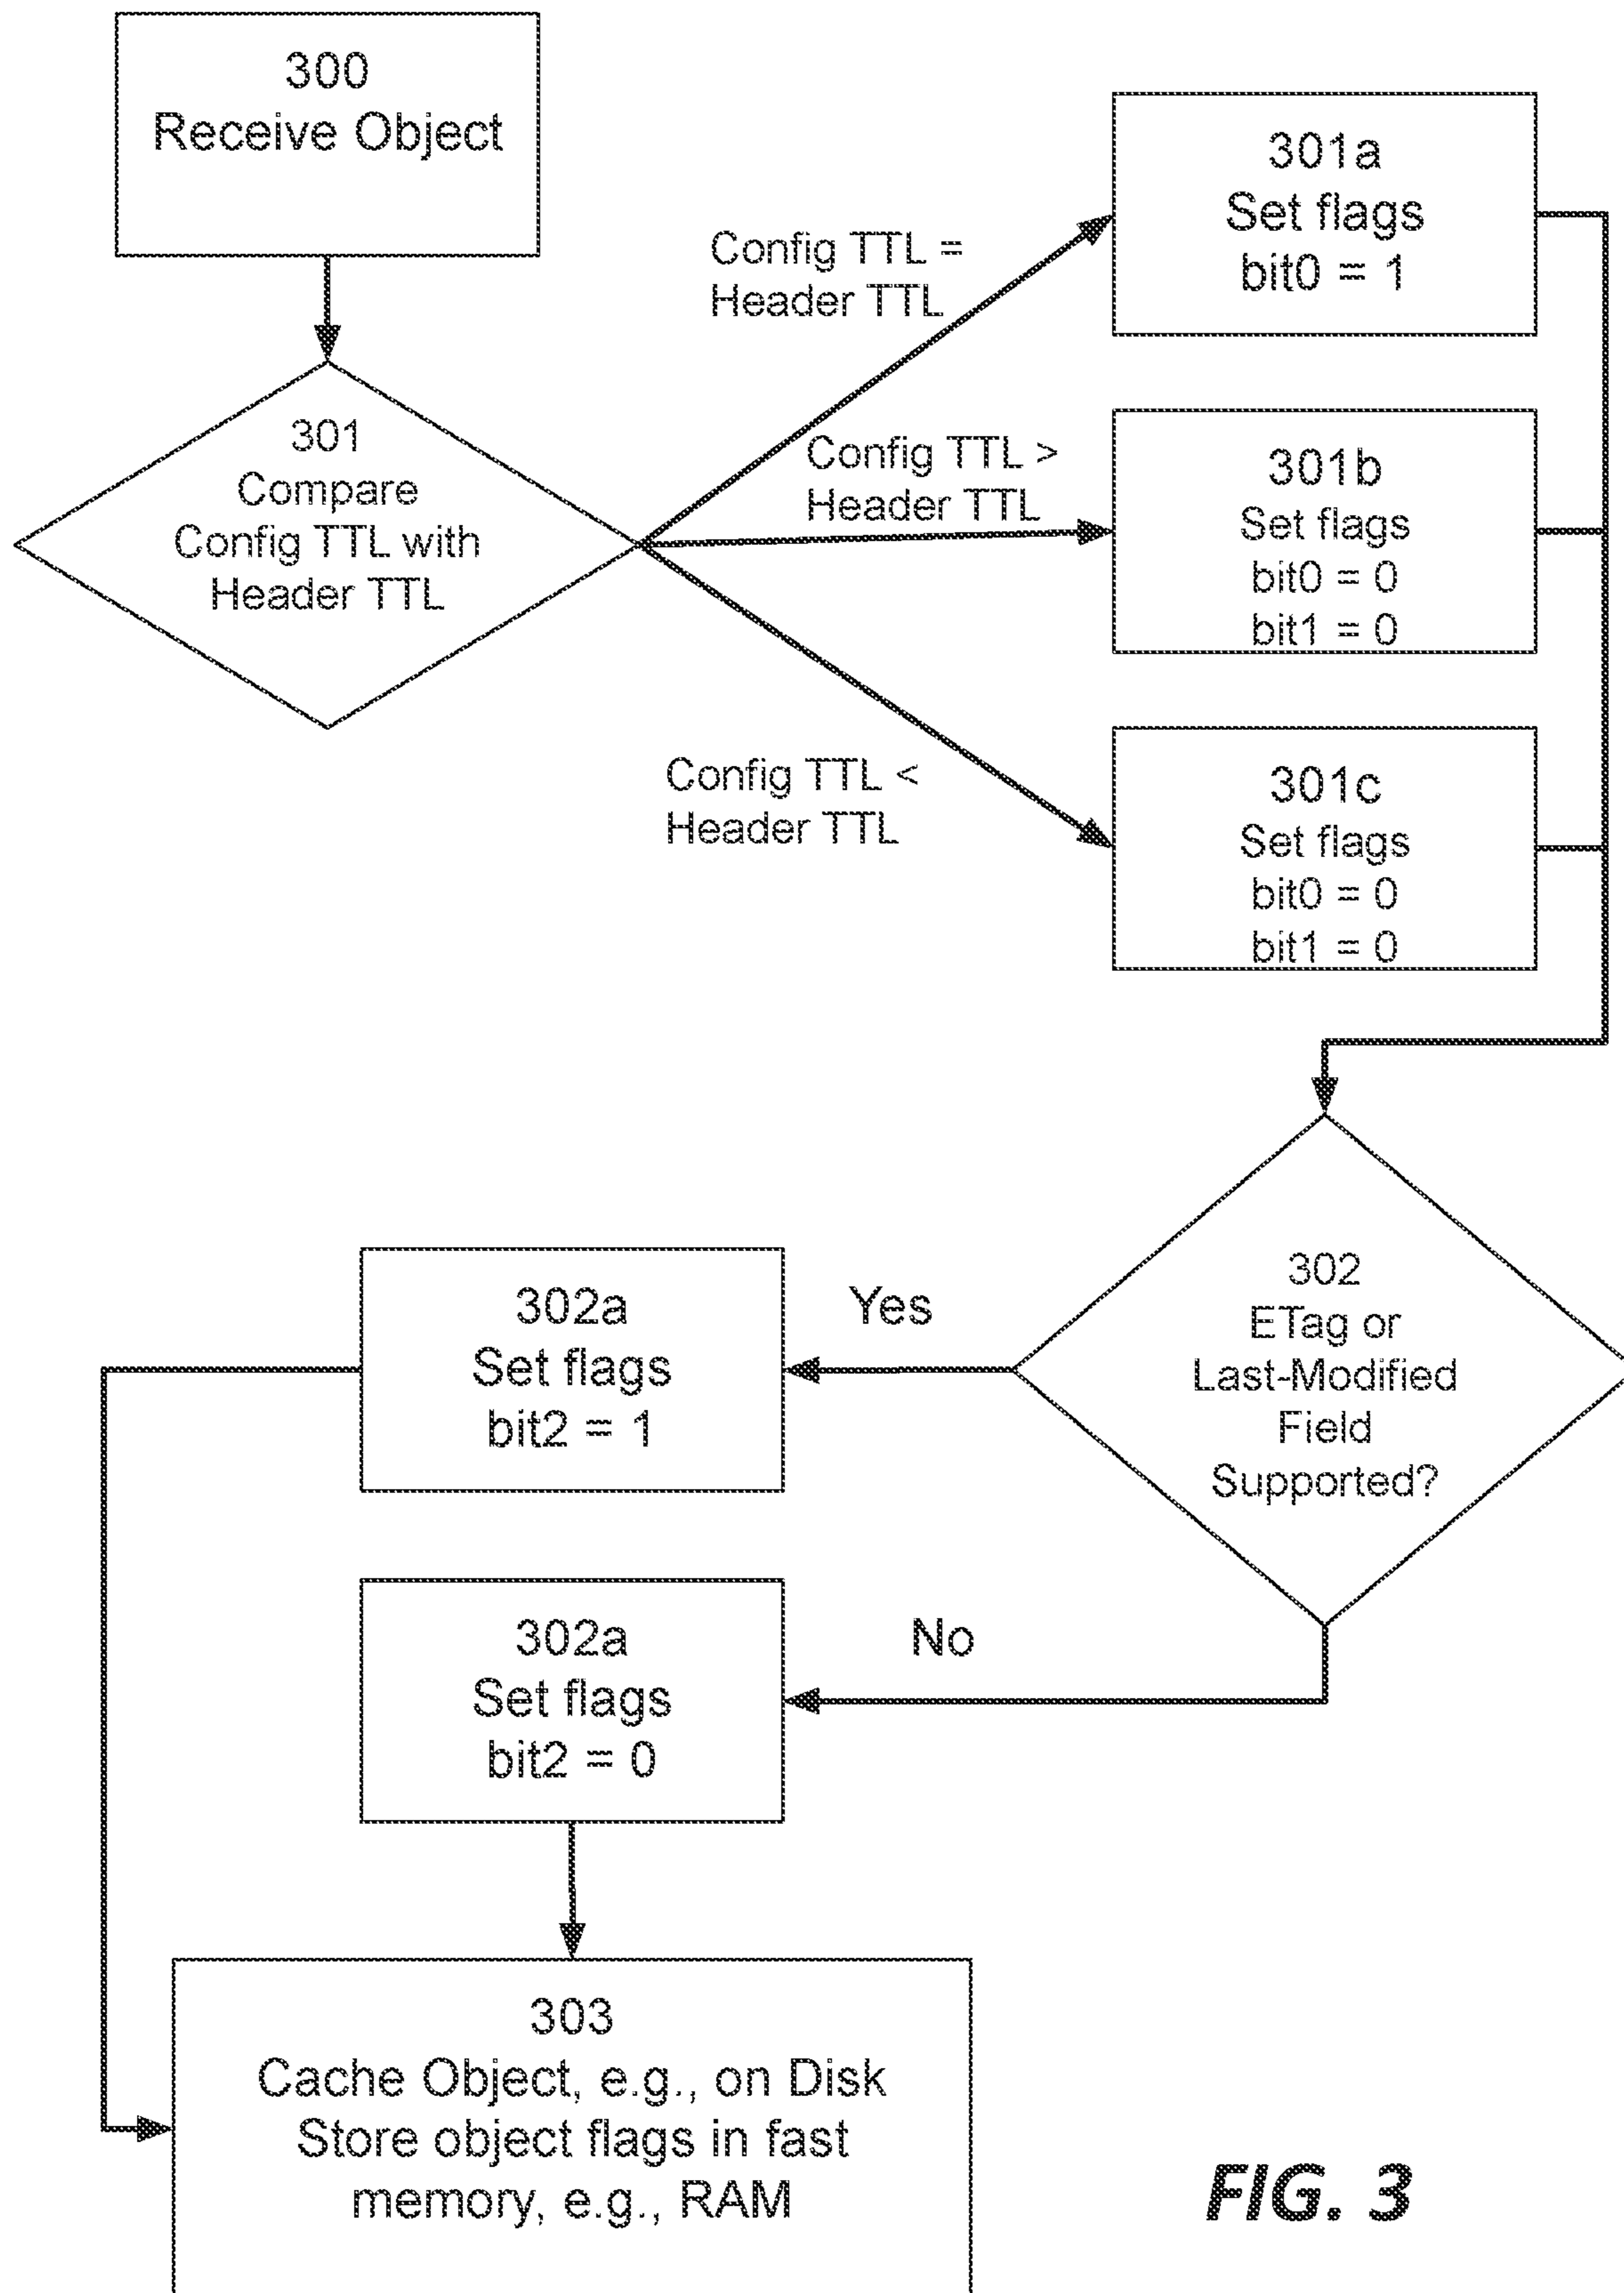 300
Receive Object
301
Compare
Config TTL with
Header TTL
Config TTL =
Header TTL
301a
Set flags
bit0 = 1
Config TTL >
Header TTL
301b
Set flags
bit0 = 0
bit1 = 0
Config TTL <
Header TTL
301c
Set flags
bit0 = 0
bit1 = 0
302
ETag or
Last-Modified
Field
Supported?
Yes
302a
Set flags
bit2 = 1
No
302a
Set flags
bit2 = 0
303
Cache Object, e.g., on Disk
Store object flags in fast
memory, e.g., RAM
FIG. 3